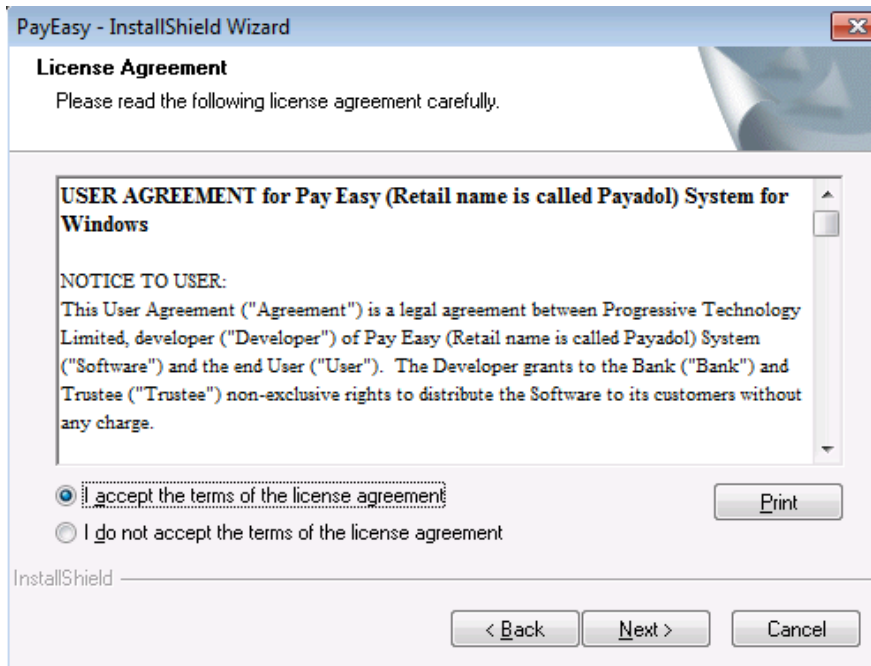 PayEasy - InstallShield Wizard
License Agreement
Please read the following license agreement carefully.
USER AGREEMENT for Pay Easy (Retail name is called Payadol) System for
Windows
NOTICE TO USER:
This User Agreement ("Agreement") is a legal agreement between Progressive Technology
Limited, developer ("Developer") of Pay Easy (Retail name is called Payadol) System
("Software") and the end User ("User").  The Developer grants to the Bank ("Bank") and
Trustee ("Trustee") non-exclusive rights to distribute the Software to its customers without
any charge.
I accept the terms of the license agreement
Print
I do not accept the terms of the license agreement
InstallShield
< Back
Next >
Cancel